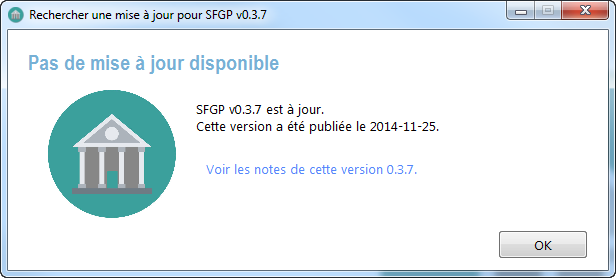 Rechercher une mise à jour pour SFGP v0.3.7
Pas de mise à jour disponible
SFGP v0.3.7 est à jour.
Cette version a été publiée le 2014-11-25.
Voir les notes de cette version 0.3.7.
OK